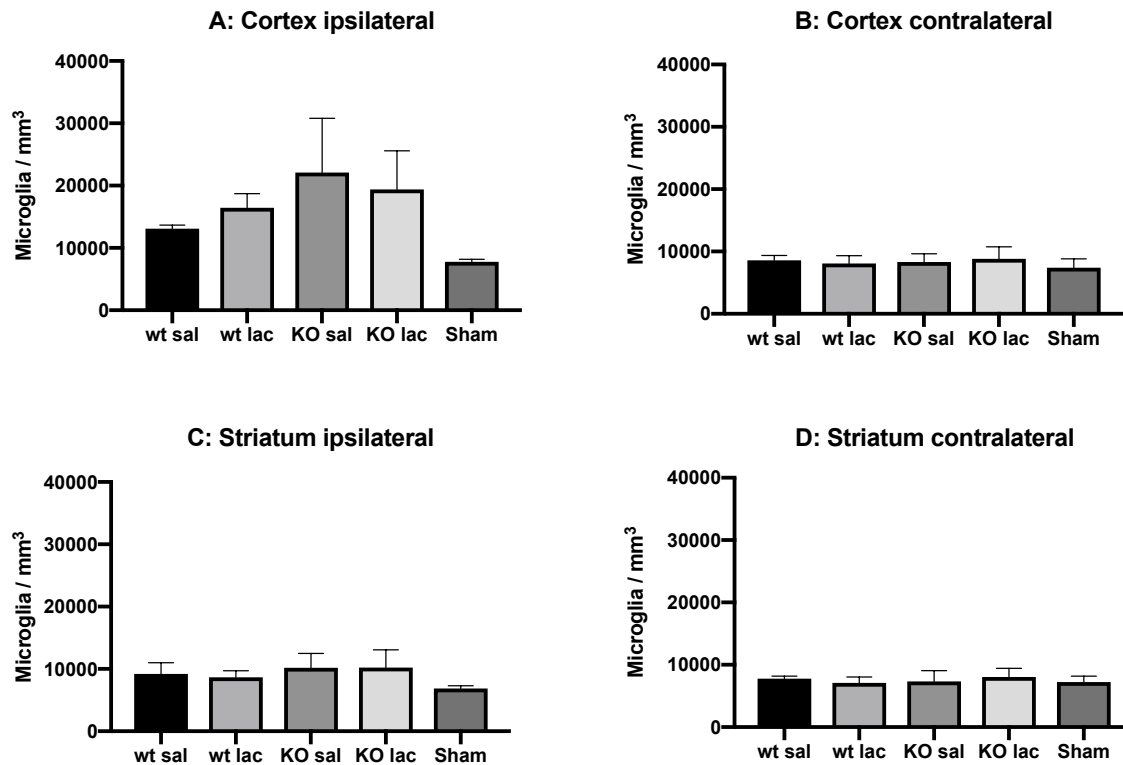 A: Cortex ipsilateral
Microglia / mm³
40000
30000
20000
10000
0
wt sal wt lac KO sal KO lac Sham
B: Cortex contralateral
Microglia / mm³
40000
30000
20000
10000
0
wt sal wt lac KO sal KO lac Sham
C: Striatum ipsilateral
Microglia / mm³
40000
30000
20000
10000
0
wt sal wt lac KO sal KO lac Sham
D: Striatum contralateral
Microglia / mm³
40000
30000
20000
10000
0
wt sal wt lac KO sal KO lac Sham